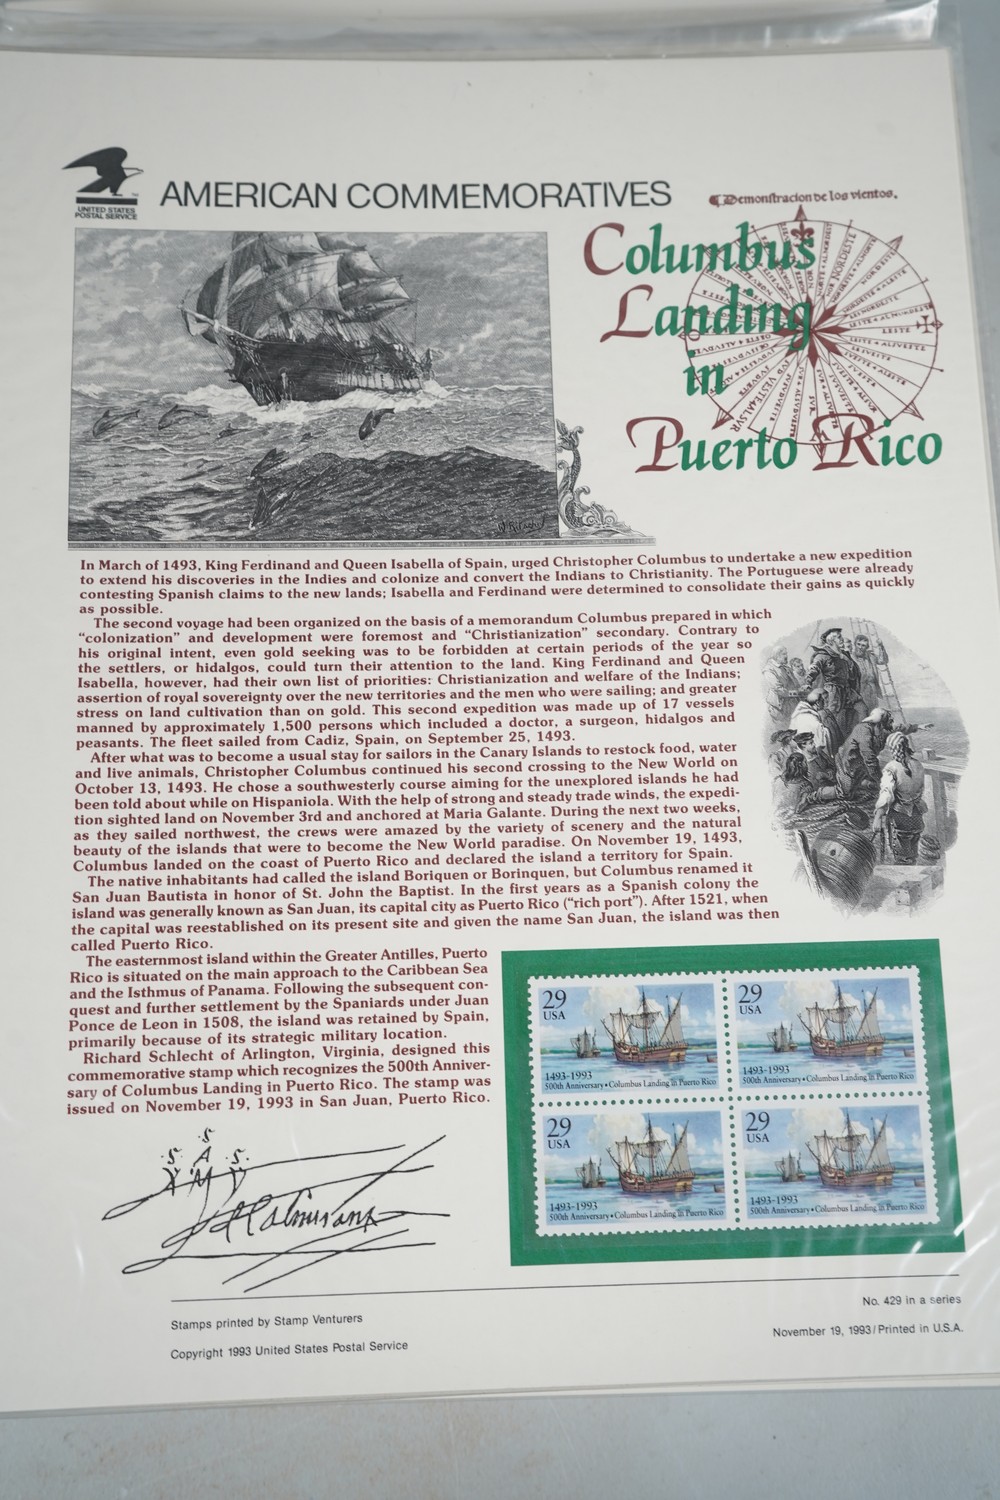 UNITED STATES
POSTAL SERVICE
AMERICAN COMMEMORATIVES
Demonstracion de los vientos.
Columbus
Landing
in
Puerto Rico
In March of 1493, King Ferdinand and Queen Isabella of Spain, urged Christopher Columbus to undertake a new expedition
to extend his discoveries in the Indies and colonize and convert the Indians to Christianity. The Portuguese were already
contesting Spanish claims to the new lands; Isabella and Ferdinand were determined to consolidate their gains as quickly
as possible.
The second voyage had been organized on the basis of a memorandum Columbus prepared in which
“colonization” and development were foremost and “Christianization” secondary. Contrary to
his original intent, even gold seeking was to be forbidden at certain periods of the year so
the settlers, or hidalgos, could turn their attention to the land. King Ferdinand and Queen
Isabella, however, had their own list of priorities: Christianization and welfare of the Indians;
assertion of royal sovereignty over the new territories and the men who were sailing; and greater
stress on land cultivation than on gold. This second expedition was made up of 17 vessels
manned by approximately 1,500 persons which included a doctor, a surgeon, hidalgos and
peasants. The fleet sailed from Cadiz, Spain, on September 25, 1493.
After what was to become a usual stay for sailors in the Canary Islands to restock food, water
and live animals, Christopher Columbus continued his second crossing to the New World on
October 13, 1493. He chose a southwesterly course aiming for the unexplored islands he had
been told about while on Hispaniola. With the help of strong and steady trade winds, the expedi-
tion sighted land on November 3rd and anchored at Maria Galante. During the next two weeks,
as they sailed northwest, the crews were amazed by the variety of scenery and the natural
beauty of the islands that were to become the New World paradise. On November 19, 1493,
Columbus landed on the coast of Puerto Rico and declared the island a territory for Spain.
The native inhabitants had called the island Boriquen or Borinquen, but Columbus renamed it
San Juan Bautista in honor of St. John the Baptist. In the first years as a Spanish colony the
island was generally known as San Juan, its capital city as Puerto Rico (“rich port”). After 1521, when
the capital was reestablished on its present site and given the name San Juan, the island was then
called Puerto Rico.
The easternmost island within the Greater Antilles, Puerto
Rico is situated on the main approach to the Caribbean Sea
and the Isthmus of Panama. Following the subsequent con-
quest and further settlement by the Spaniards under Juan
Ponce de Leon in 1508, the island was retained by Spain,
primarily because of its strategic military location.
Richard Schlecht of Arlington, Virginia, designed this
commemorative stamp which recognizes the 500th Anniver-
sary of Columbus Landing in Puerto Rico. The stamp was
issued on November 19, 1993 in San Juan, Puerto Rico.
29
USA
1493-1993
500th Anniversary • Columbus Landing in Puerto Rico
29
USA
1493-1993
500th Anniversary • Columbus Landing in Puerto Rico
29
USA
1493-1993
500th Anniversary • Columbus Landing in Puerto Rico
29
USA
1493-1993
500th Anniversary • Columbus Landing in Puerto Rico
.S.
.S. A .S.
X M Y
Stamps printed by Stamp Venturers
Copyright 1993 United States Postal Service
No. 429 in a series
November 19, 1993/Printed in U.S.A.